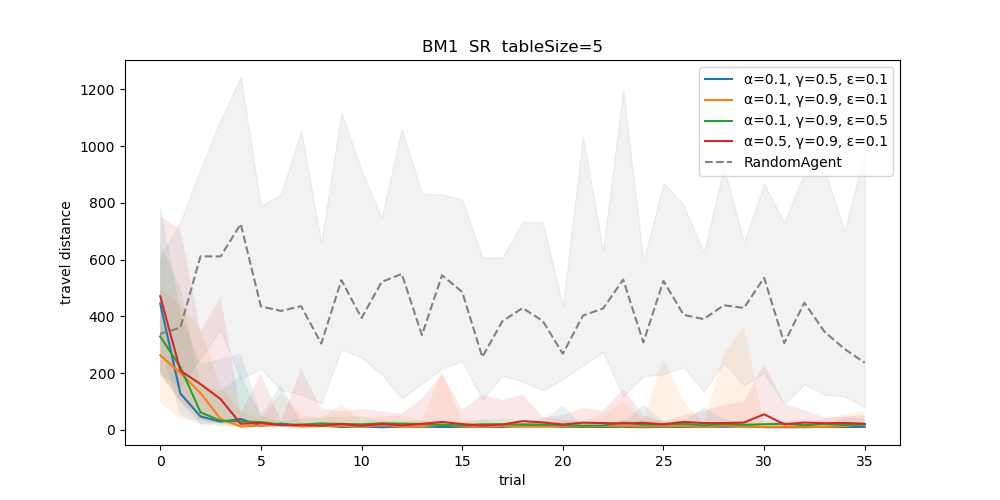 BM1  SR  tableSize=5
travel distance
1200
1000
800
600
400
200
0
α=0.1, γ=0.5, ε=0.1
α=0.1, γ=0.9, ε=0.1
α=0.1, γ=0.9, ε=0.5
α=0.5, γ=0.9, ε=0.1
RandomAgent
0 5 10 15 20 25 30 35
trial